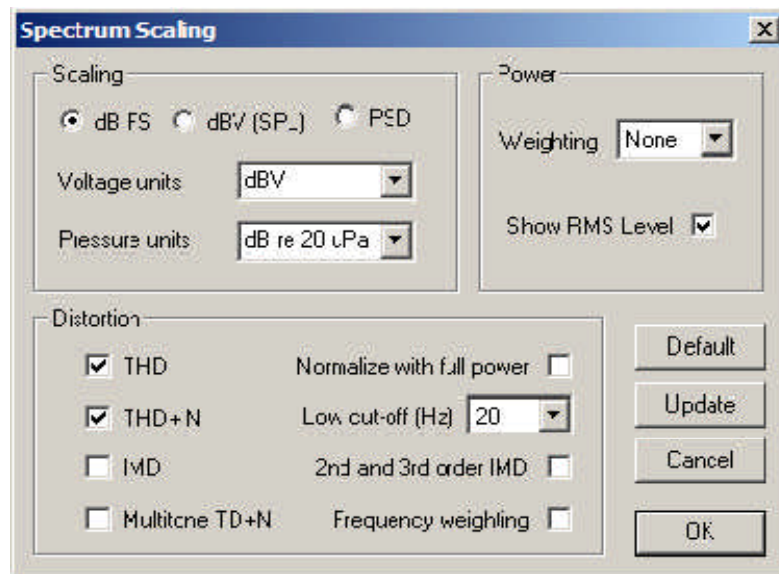 Spectrum Scaling
Scaling
dB FS dBV (SPL) PSD
Voltage units dBV
Pressure units dB re 20 uPa
Power
Weighting None
Show RMS Level
Distortion
THD Normalize with full power
THD+N Low cut-off (Hz) 20
IMD 2nd and 3rd order IMD
Multitone TD+N Frequency weighting
Default
Update
Cancel
OK